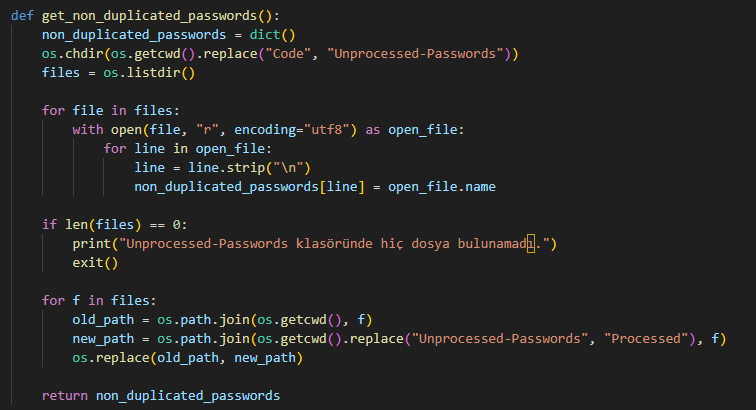 def get_non_duplicated_passwords():
    non_duplicated_passwords = dict()
    os.chdir(os.getcwd().replace("Code", "Unprocessed-Passwords"))
    files = os.listdir()

    for file in files:
        with open(file, "r", encoding="utf8") as open_file:
            for line in open_file:
                line = line.strip("\n")
                non_duplicated_passwords[line] = open_file.name

    if len(files) == 0:
        print("Unprocessed-Passwords klasöründe hiç dosya bulunamadı.")
        exit()

    for f in files:
        old_path = os.path.join(os.getcwd(), f)
        new_path = os.path.join(os.getcwd().replace("Unprocessed-Passwords", "Processed"), f)
        os.replace(old_path, new_path)

    return non_duplicated_passwords